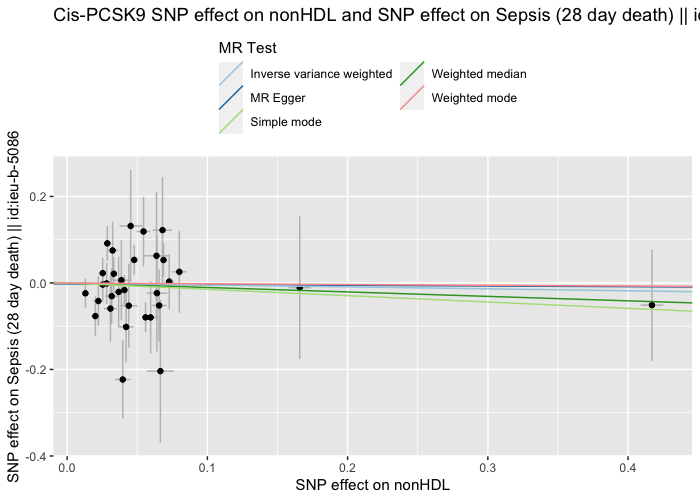 Cis-PCSK9 SNP effect on nonHDL and SNP effect on Sepsis (28 day death) || i
MR Test
Inverse variance weighted
Weighted median
MR Egger
Weighted mode
Simple mode
SNP effect on Sepsis (28 day death) || id:ieu-b-5086
0.2
0.0
-0.2
-0.4
0.0
0.1
0.2
0.3
0.4
SNP effect on nonHDL